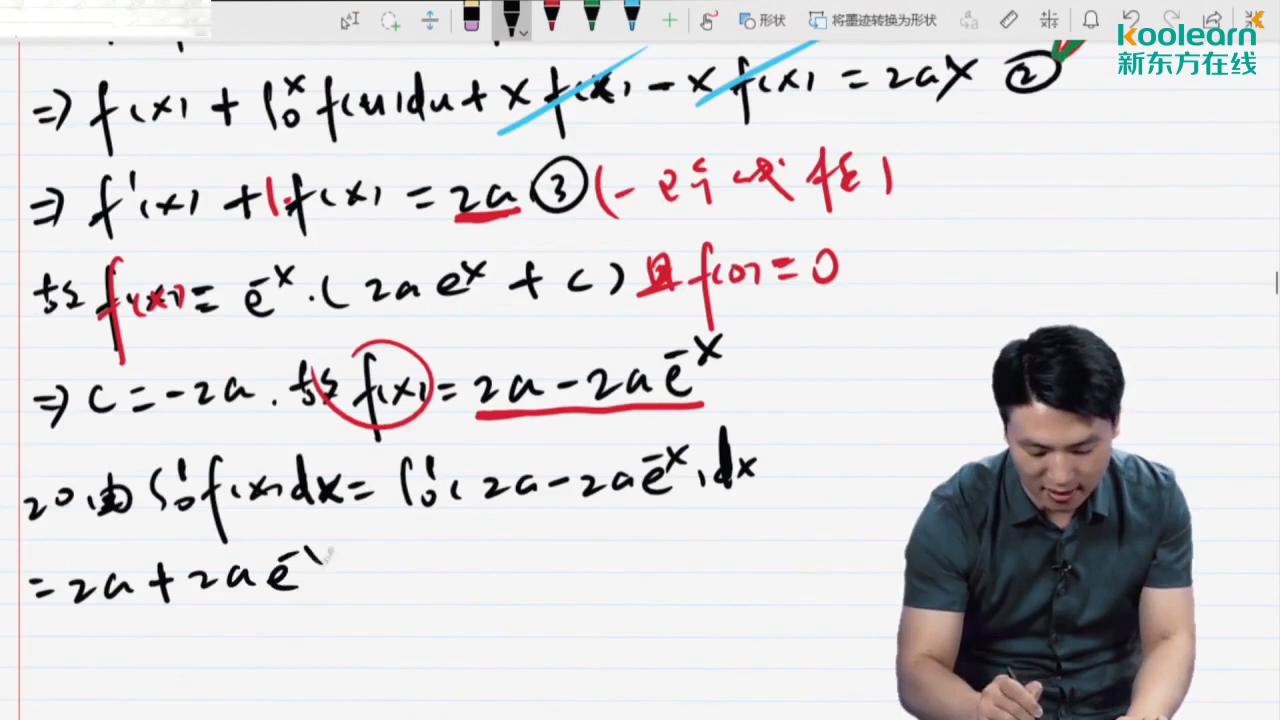 形状 将墨迹转换为形状
koolearn
新东方在线
⇒ f(x) + ∫₀ˣ f(u)du + x f(x) - x f(x) = 2ax ②
⇒ f'(x) + 1·f(x) = 2a ③ (一阶线性)
故 f(x) = e⁻ˣ·(2aeˣ + C) 且f(0) = 0
⇒ C = -2a. 故 f(x) = 2a - 2ae⁻ˣ
2° 由 ∫₀¹ f(x)dx = ∫₀¹ (2a - 2ae⁻ˣ)dx
= 2a + 2ae⁻